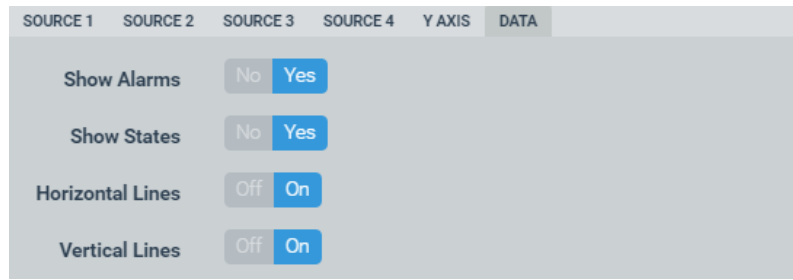 SOURCE 1 SOURCE 2 SOURCE 3 SOURCE 4 Y AXIS DATA
Show Alarms No Yes
Show States No Yes
Horizontal Lines Off On
Vertical Lines Off On